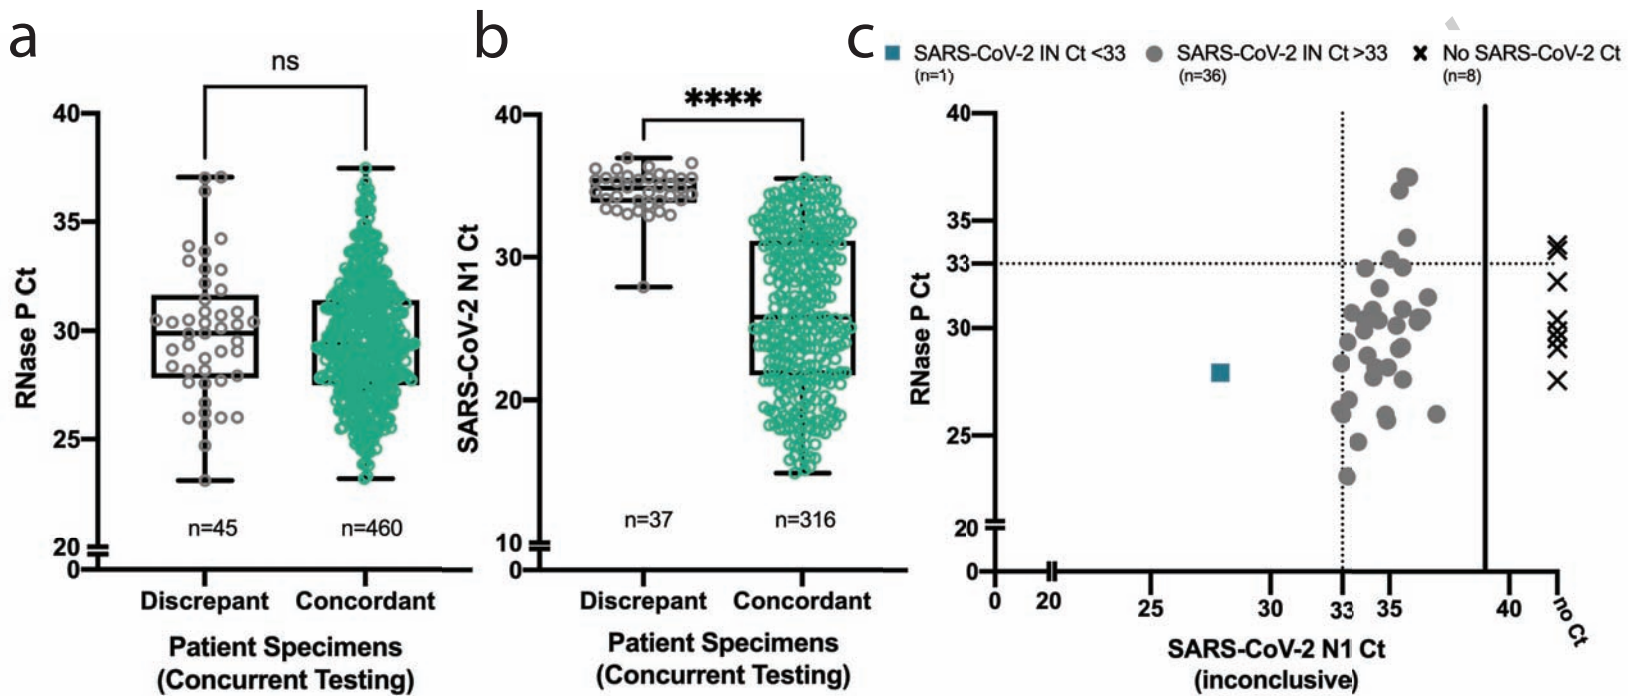 a
ns
40
35
30
25
20
0
RNase P Ct
n=45
n=460
Discrepant
Concordant
Patient Specimens
(Concurrent Testing)
b
****
40
30
20
10
0
SARS-CoV-2 N1 Ct
n=37
n=316
Discrepant
Concordant
Patient Specimens
(Concurrent Testing)
c
SARS-CoV-2 IN Ct <33
(n=1)
SARS-CoV-2 IN Ct >33
(n=36)
No SARS-CoV-2 Ct
(n=8)
40
35
33
30
25
20
0
RNase P Ct
0
20
25
30
33
35
40
no Ct
SARS-CoV-2 N1 Ct
(inconclusive)